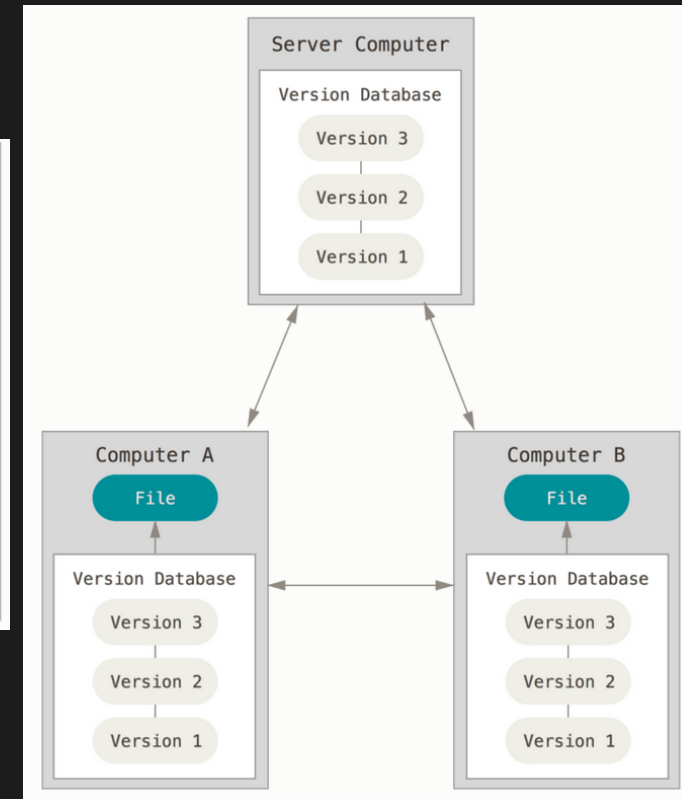 Server Computer
Version Database
Version 3
Version 2
Version 1
Computer A
File
Version Database
Version 3
Version 2
Version 1
Computer B
File
Version Database
Version 3
Version 2
Version 1